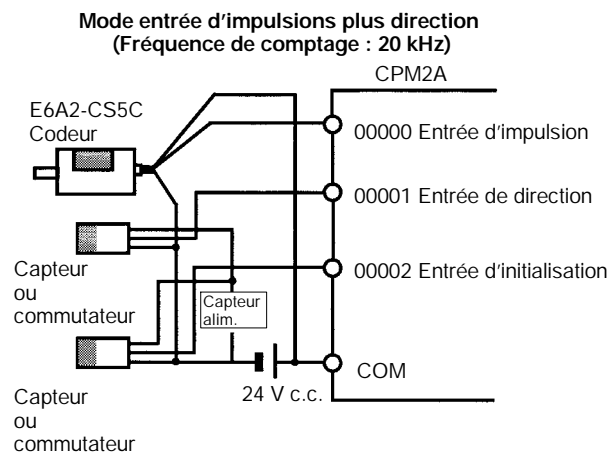 Mode entrée d'impulsions plus direction
(Fréquence de comptage : 20 kHz)
CPM2A
E6A2-CS5C
Codeur
00000 Entrée d'impulsion
00001 Entrée de direction
Capteur
ou
commutateur
00002 Entrée d'initialisation
Capteur
alim.
COM
24 V c.c.
Capteur
ou
commutateur